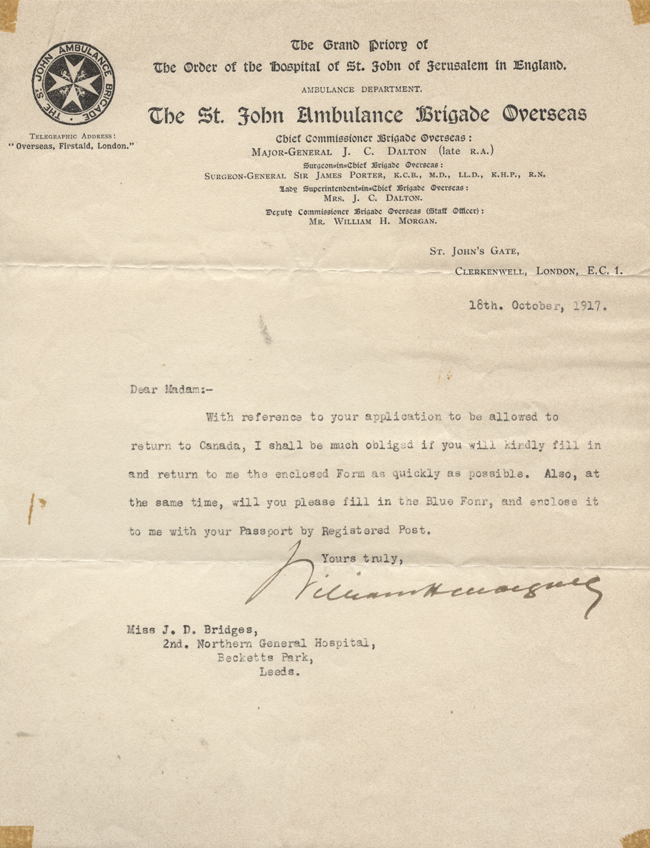 The Grand Priory of
The Order of the Hospital of St. John of Jerusalem in England.
AMBULANCE DEPARTMENT.
The St. John Ambulance Brigade Overseas
THE ST. JOHN AMBULANCE BRIGADE
TELEGRAPHIC ADDRESS:
"Overseas, Firstaid, London."
Chief Commissioner Brigade Overseas:
MAJOR-GENERAL J. C. DALTON (late R.A.)
Surgeon-in-Chief Brigade Overseas:
SURGEON-GENERAL SIR JAMES PORTER, K.C.B., M.D., LL.D., K.H.P., R.N.
Lady Superintendent-in-Chief Brigade Overseas:
MRS. J. C. DALTON.
Deputy Commissioner Brigade Overseas (Staff Officer):
MR. WILLIAM H. MORGAN.
ST. JOHN'S GATE,
CLERKENWELL, LONDON, E.C. 1.
18th. October, 1917.
Dear Madam:-
With reference to your application to be allowed to
return to Canada, I shall be much obliged if you will kindly fill in
and return to me the enclosed Form as quickly as possible. Also, at
the same time, will you please fill in the Blue Fonr, and enclose it
to me with your Passport by Registered Post.
Yours truly,
William H Morgan
Miss J. D. Bridges,
2nd. Northern General Hospital,
Becketts Park,
Leeds.